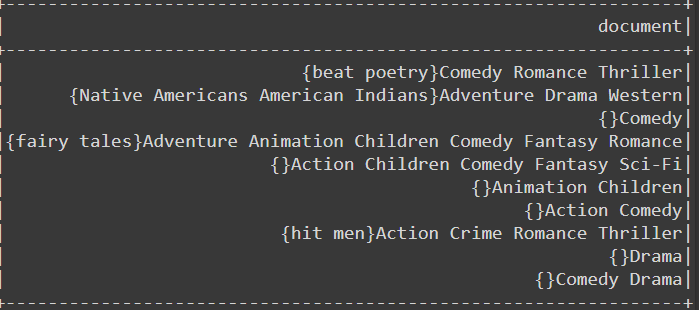 +------------------------------------------------------------+
|                                                    document|
+------------------------------------------------------------+
|                         {beat poetry}Comedy Romance Thriller|
|      {Native Americans American Indians}Adventure Drama Western|
|                                                    {}Comedy|
|{fairy tales}Adventure Animation Children Comedy Fantasy Romance|
|                     {}Action Children Comedy Fantasy Sci-Fi|
|                                        {}Animation Children|
|                                             {}Action Comedy|
|                      {hit men}Action Crime Romance Thriller|
|                                                     {}Drama|
|                                              {}Comedy Drama|
+------------------------------------------------------------+